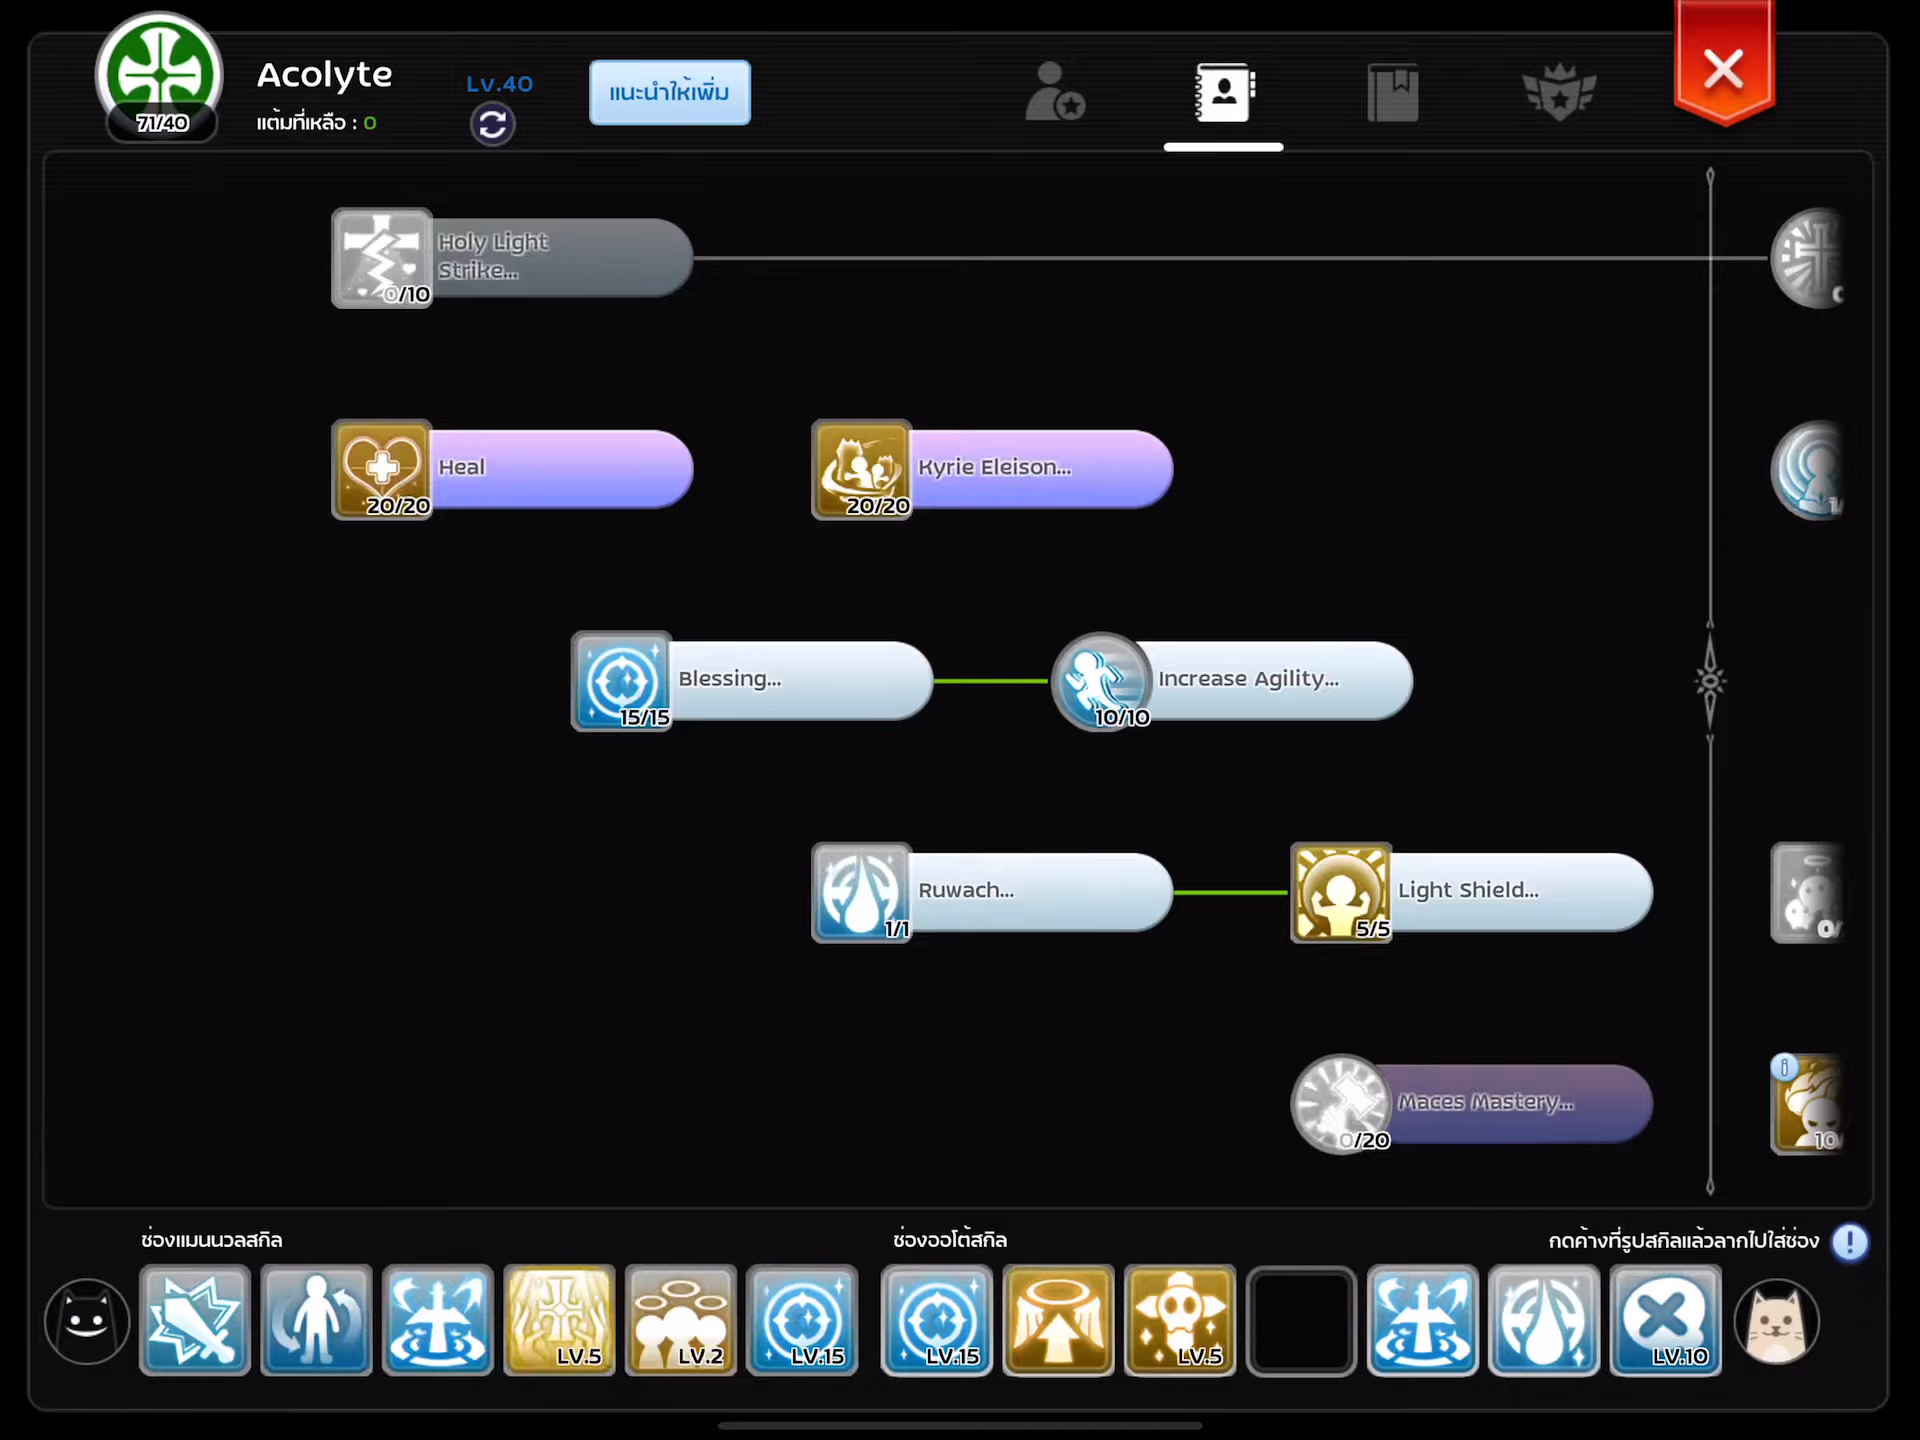 Acolyte
Lv.40
แนะนำให้เพิ่ม
71/40
แต้มที่เหลือ : 0
Holy Light
Strike...
0/10
Heal
20/20
Kyrie Eleison...
20/20
Blessing...
15/15
Increase Agility...
10/10
Ruwach...
1/1
Light Shield...
5/5
Maces Mastery...
0/20
ช่องแมนนวลสกิล
ช่องออโต้สกิล
กดค้างที่รูปสกิลแล้วลากไปใส่ช่อง
LV.5
LV.2
LV.15
LV.15
LV.5
LV.10